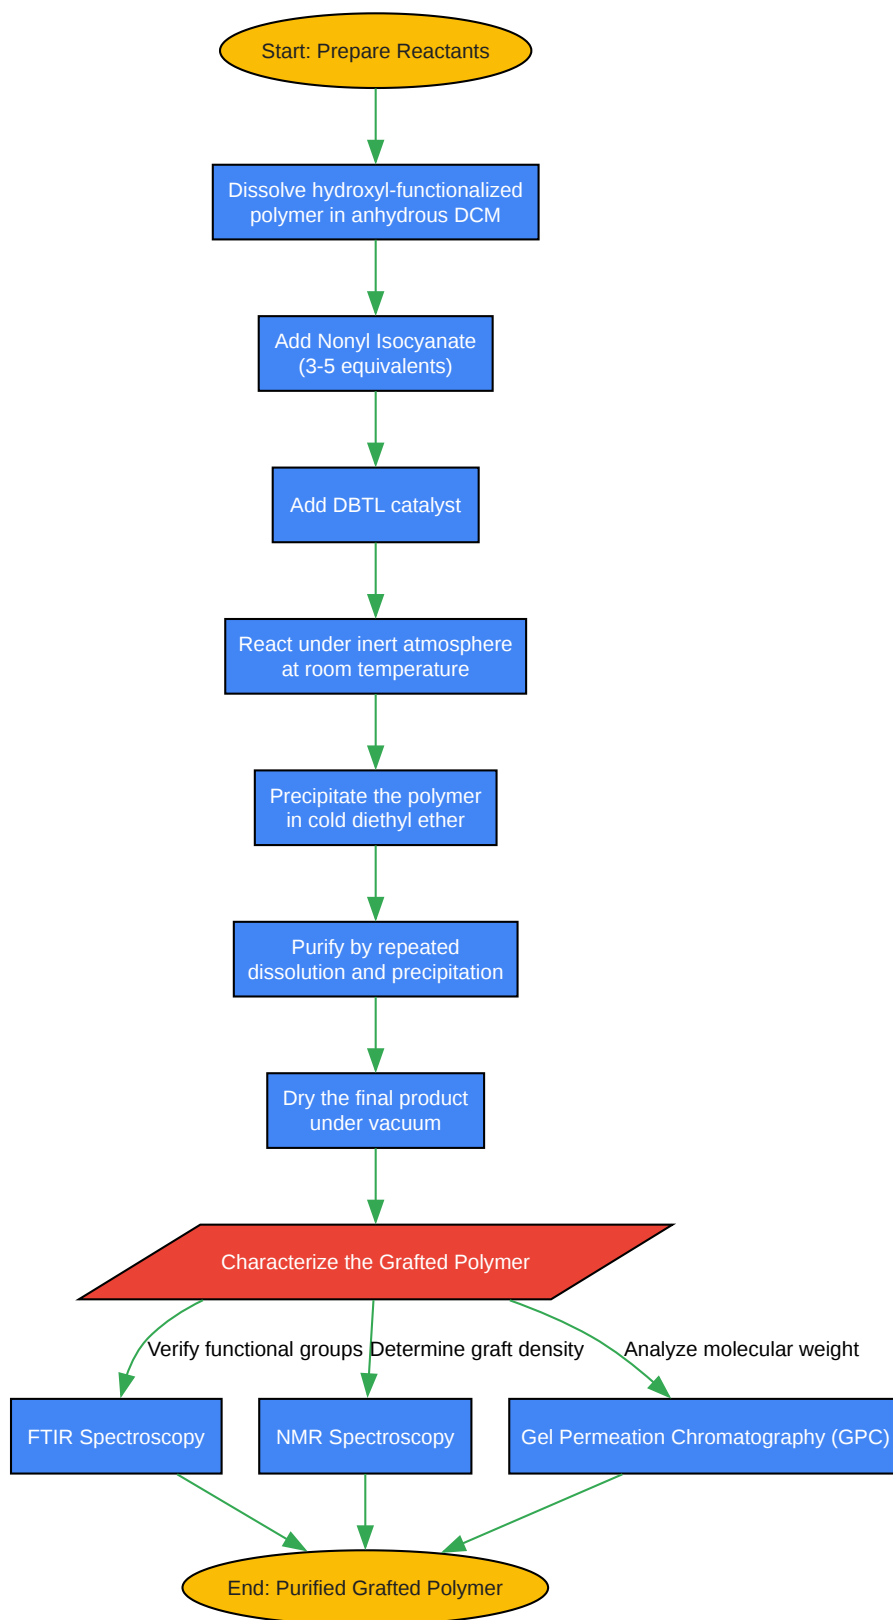 Start: Prepare Reactants
Dissolve hydroxyl-functionalized
polymer in anhydrous DCM
Add Nonyl Isocyanate
(3-5 equivalents)
Add DBTL catalyst
React under inert atmosphere
at room temperature
Precipitate the polymer
in cold diethyl ether
Purify by repeated
dissolution and precipitation
Dry the final product
under vacuum
Characterize the Grafted Polymer
Verify functional groups
Determine graft density
Analyze molecular weight
FTIR Spectroscopy
NMR Spectroscopy
Gel Permeation Chromatography (GPC)
End: Purified Grafted Polymer